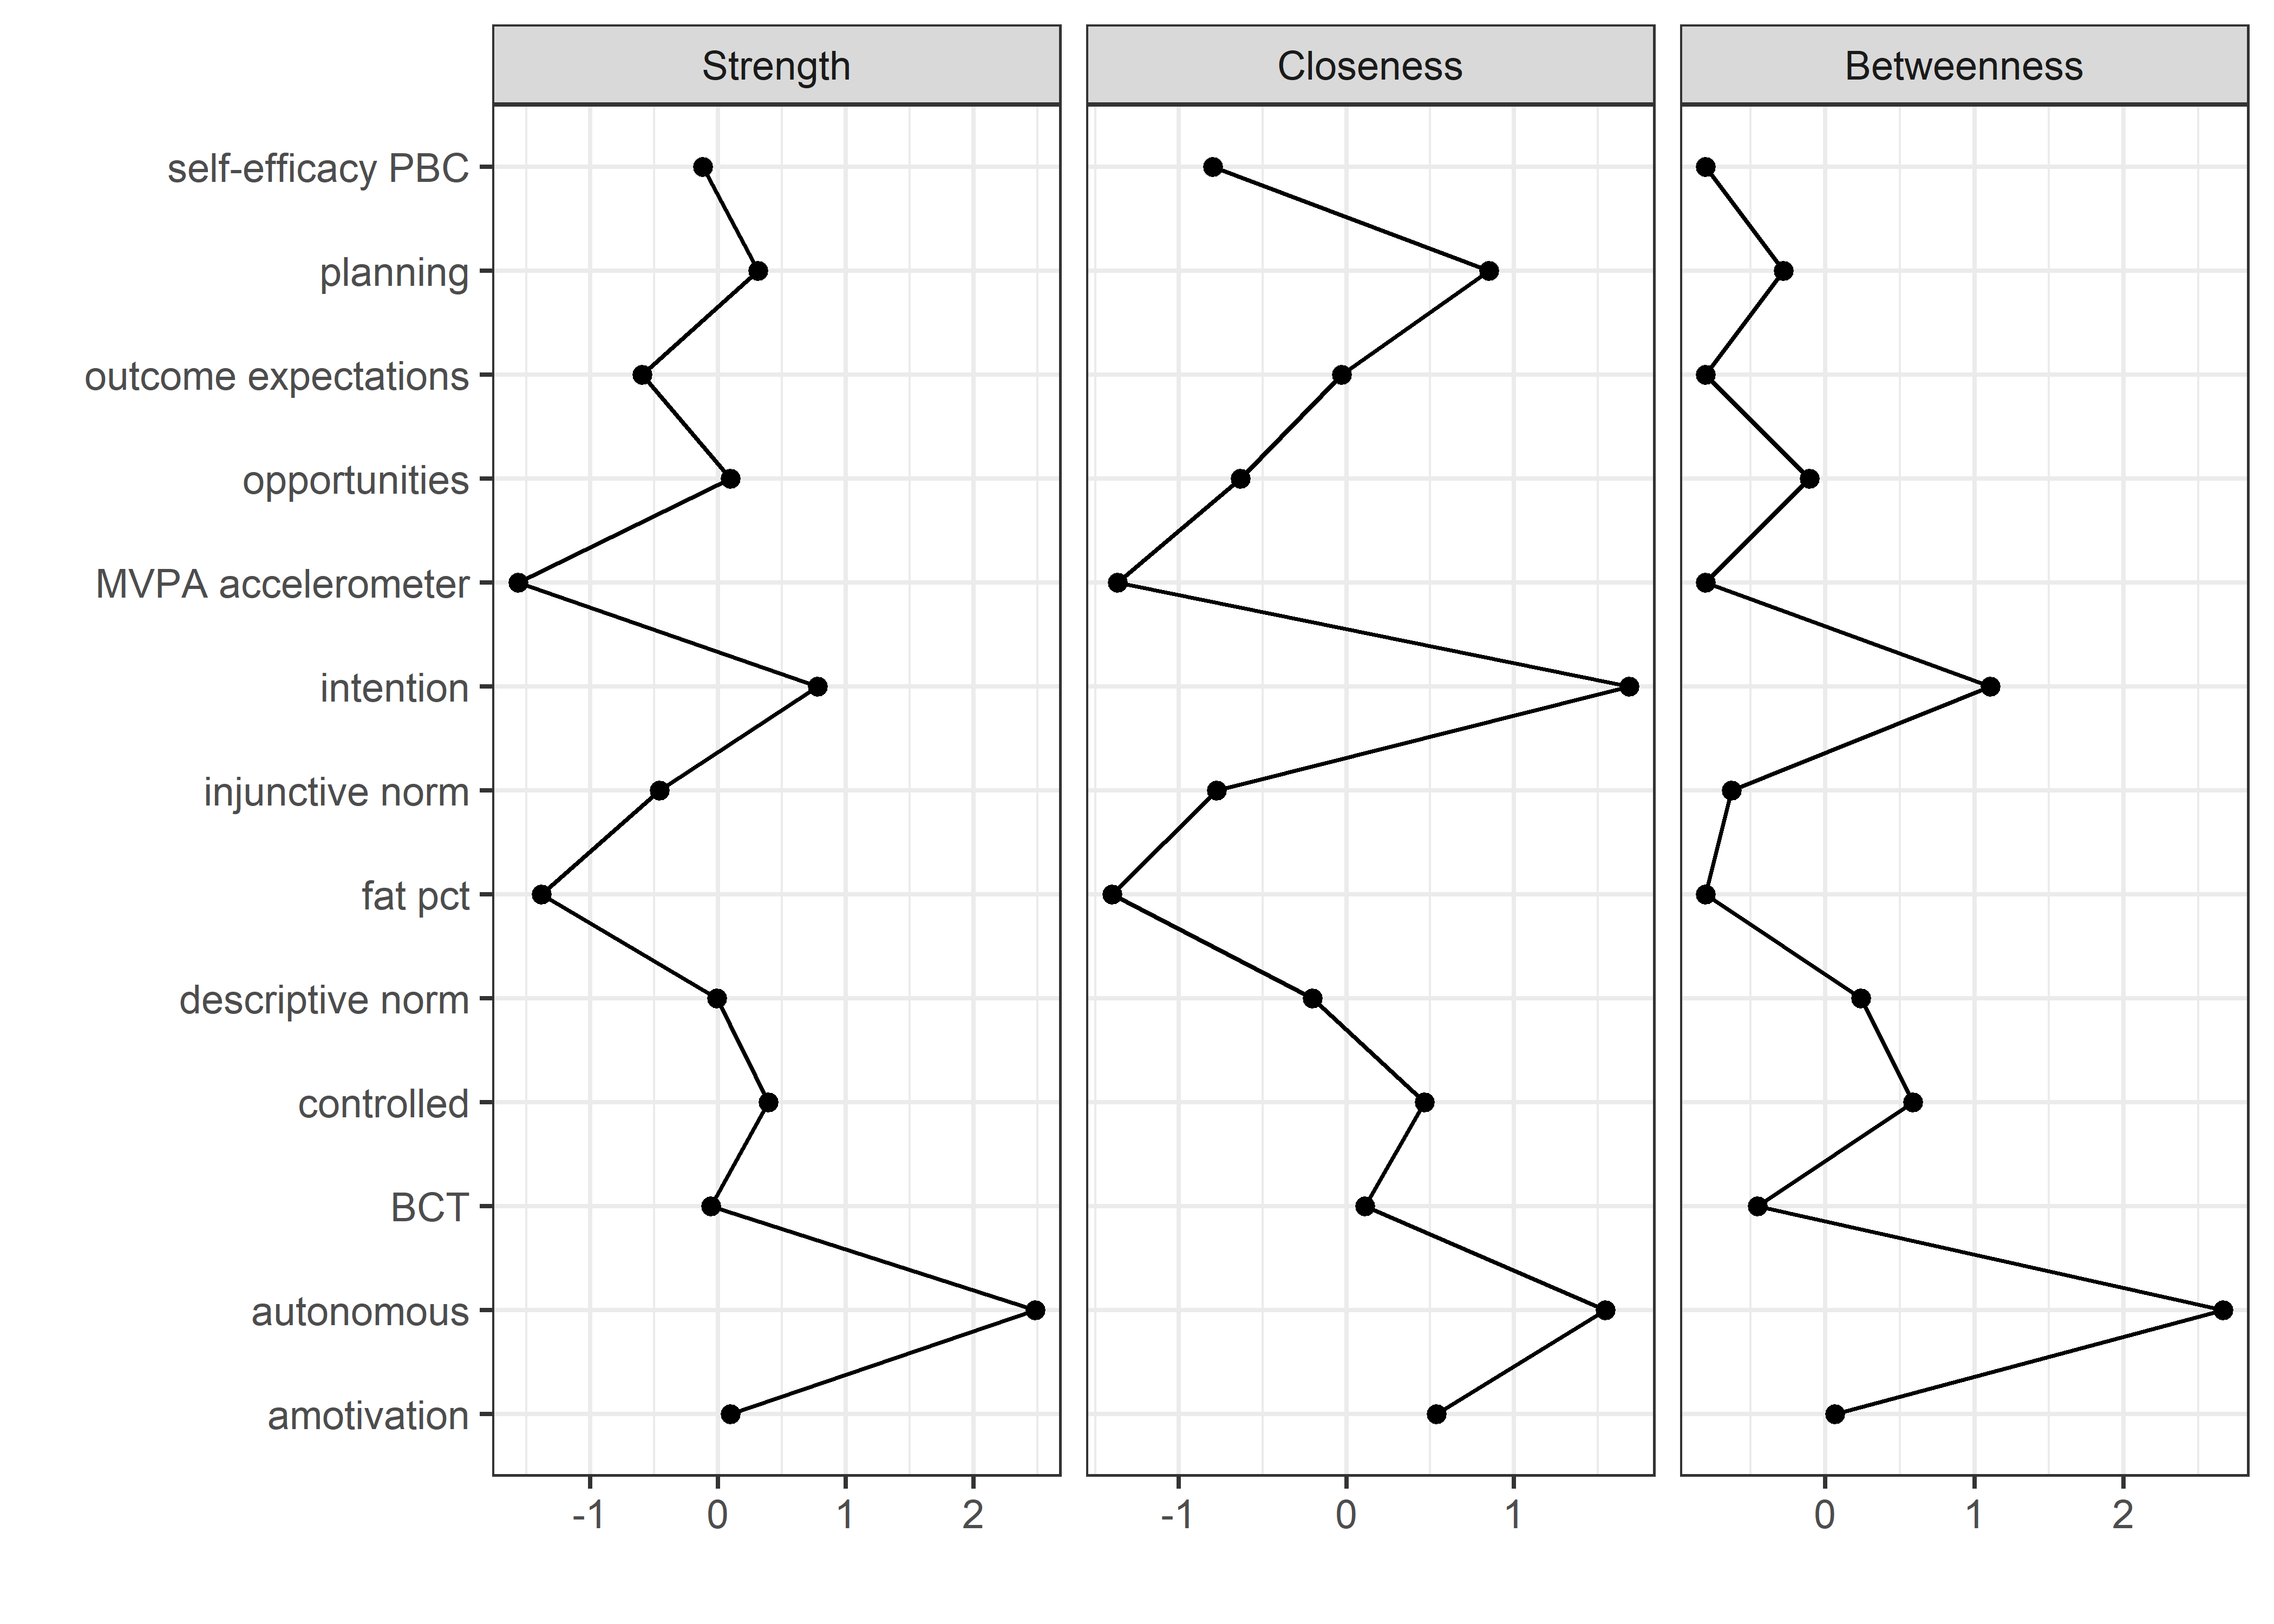 Strength Closeness Betweenness
self-efficacy PBC
planning
outcome expectations
opportunities
MVPA accelerometer
intention
injunctive norm
fat pct
descriptive norm
controlled
BCT
autonomous
amotivation
-1 0 1 2 -1 0 1 0 1 2